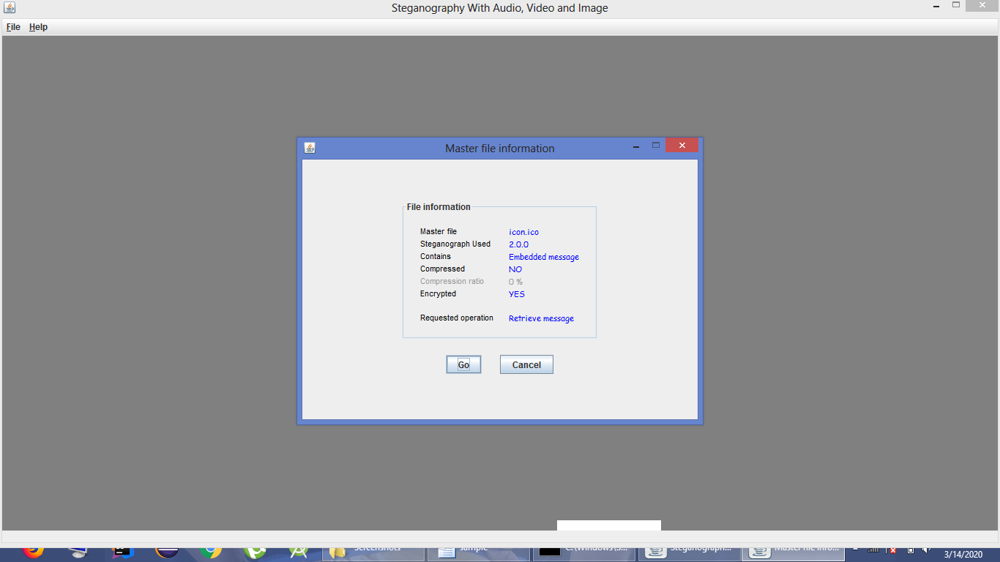 Steganography With Audio, Video and Image
File Help
Master file information
File information
Master file icon.ico
Steganograph Used 2.0.0
Contains Embedded message
Compressed NO
Compression ratio 0 %
Encrypted YES
Requested operation Retrieve message
Go Cancel
Screenshots sample C:\Windows\S... Steganograph... Master file info...
3/14/2020